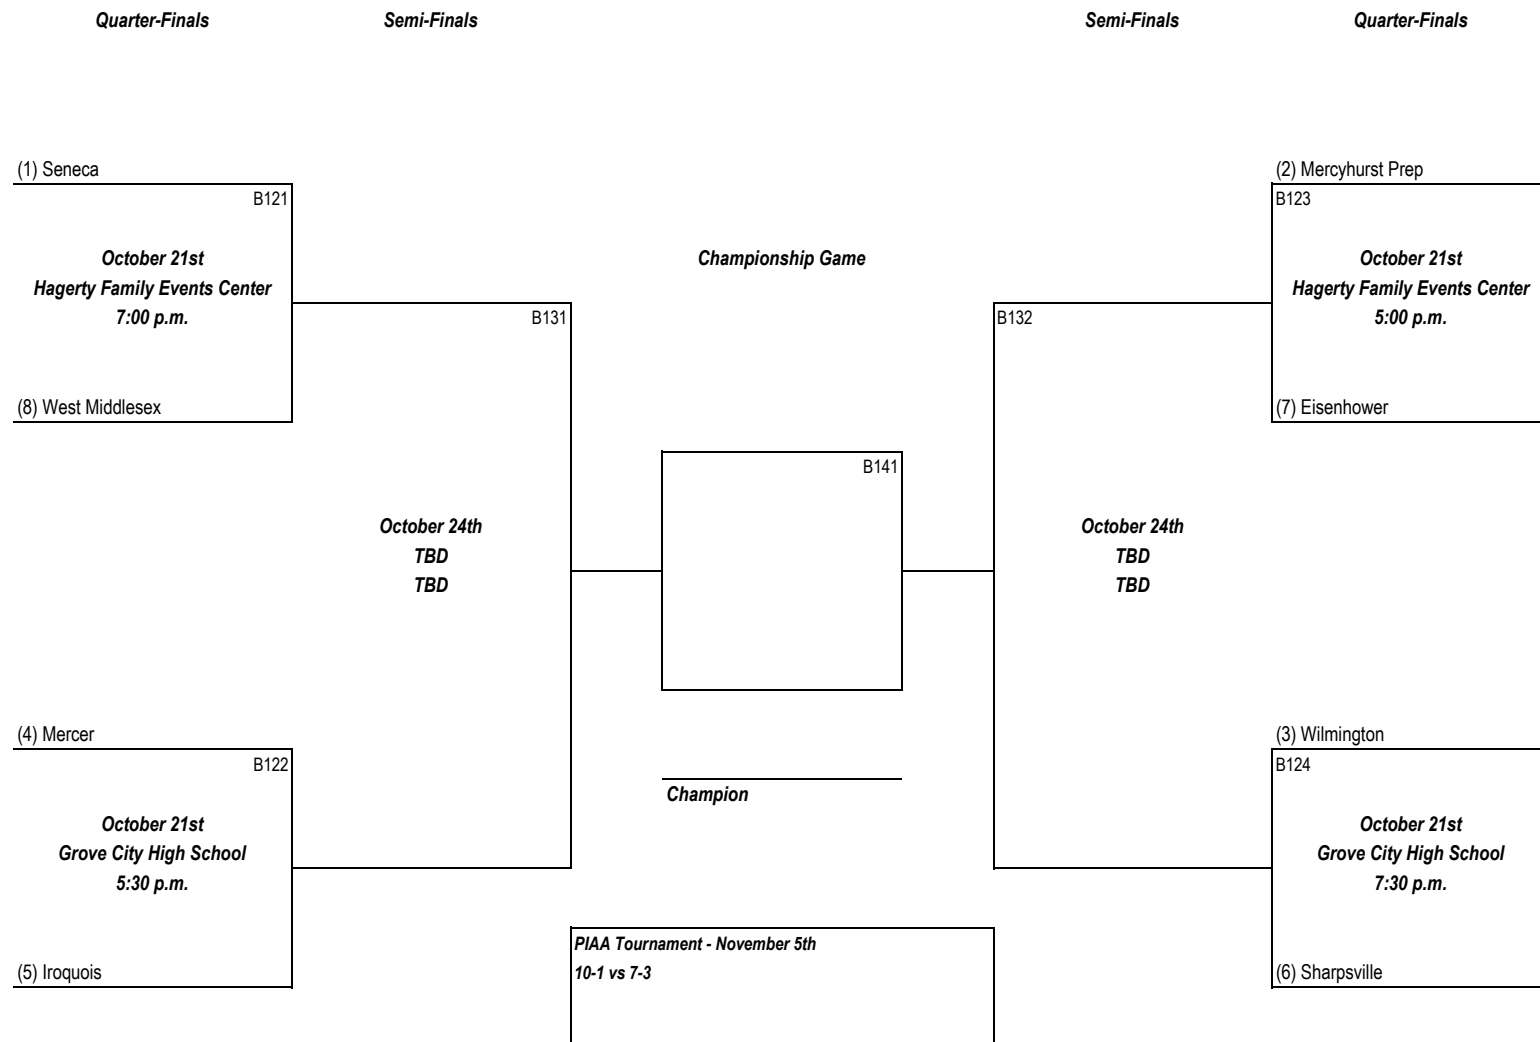 Quarter-Finals
Semi-Finals
Semi-Finals
Quarter-Finals
(1) Seneca
(2) Mercyhurst Prep
B121
B123
October 21st
Hagerty Family Events Center
7:00 p.m.
Championship Game
October 21st
Hagerty Family Events Center
5:00 p.m.
B131
B132
(8) West Middlesex
(7) Eisenhower
B141
October 24th
TBD
TBD
October 24th
TBD
TBD
(4) Mercer
(3) Wilmington
B122
B124
Champion
October 21st
Grove City High School
5:30 p.m.
October 21st
Grove City High School
7:30 p.m.
PIAA Tournament - November 5th
10-1 vs 7-3
(5) Iroquois
(6) Sharpsville